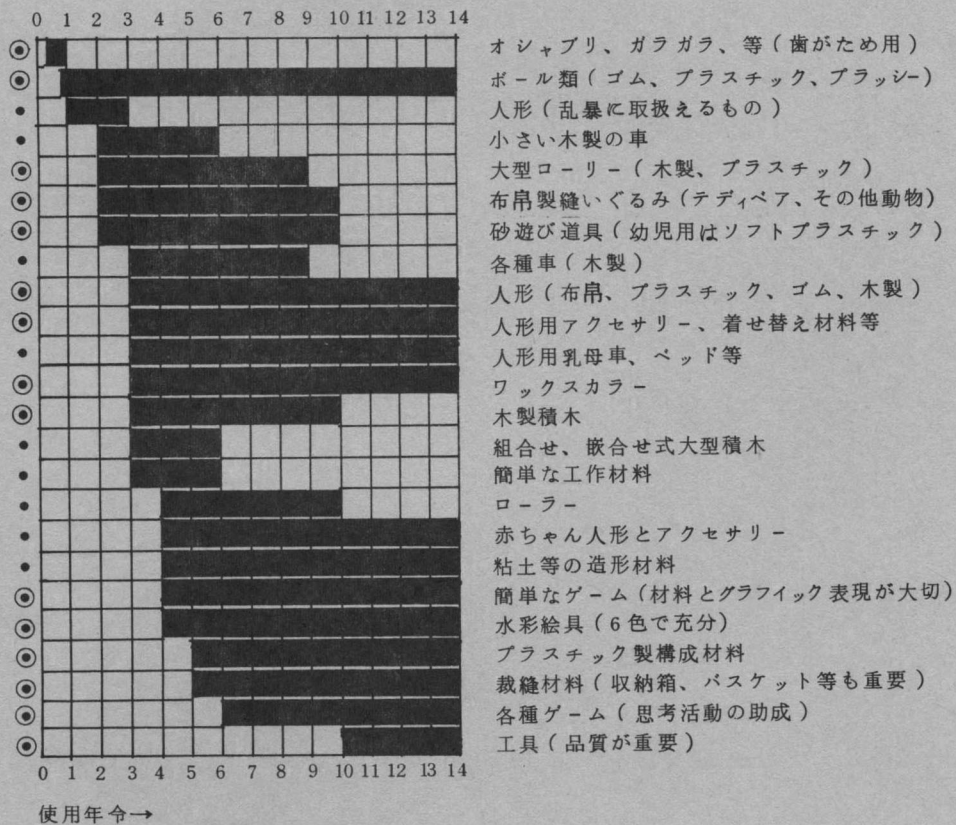 0 1 2 3 4 5 6 7 8 9 10 11 12 13 14
◉ オシャブリ、ガラガラ、等（歯がため用）
◉ ボール類（ゴム、プラスチック、プラッシー）
• 人形（乱暴に取扱えるもの）
• 小さい木製の車
◉ 大型ローリー（木製、プラスチック）
◉ 布帛製縫いぐるみ（テディベア、その他動物）
◉ 砂遊び道具（幼児用はソフトプラスチック）
• 各種車（木製）
◉ 人形（布帛、プラスチック、ゴム、木製）
◉ 人形用アクセサリー、着せ替え材料等
• 人形用乳母車、ベッド等
◉ ワックスカラー
◉ 木製積木
• 組合せ、嵌合せ式大型積木
• 簡単な工作材料
• ローラー
• 赤ちゃん人形とアクセサリー
• 粘土等の造形材料
◉ 簡単なゲーム（材料とグラフィック表現が大切）
◉ 水彩絵具（6色で充分）
◉ プラスチック製構成材料
◉ 裁縫材料（収納箱、バスケット等も重要）
◉ 各種ゲーム（思考活動の助成）
◉ 工具（品質が重要）
0 1 2 3 4 5 6 7 8 9 10 11 12 13 14
使用年令→